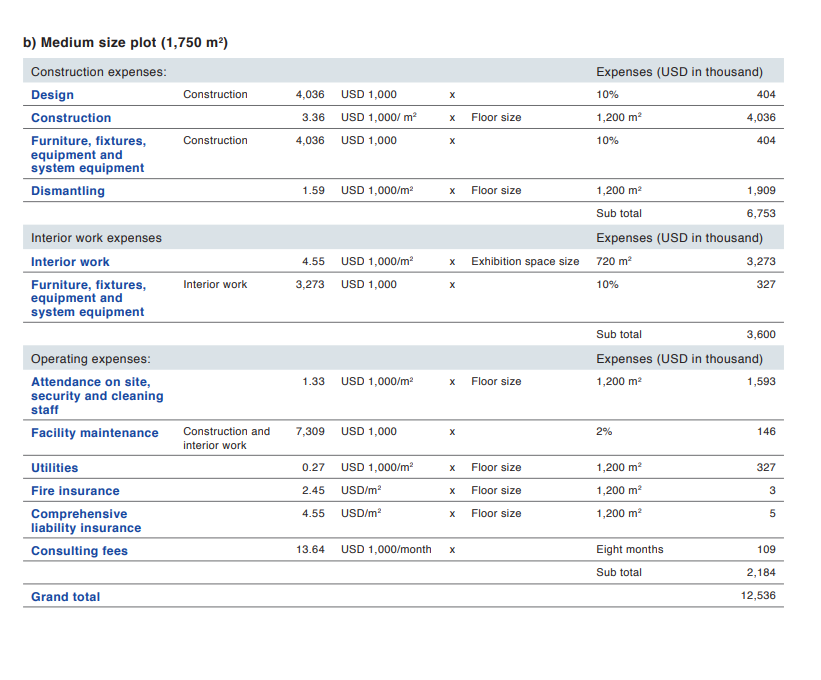 b) Medium size plot (1,750 m²)
Construction expenses: Expenses (USD in thousand)
Design Construction 4,036 USD 1,000 x 10% 404
Construction 3.36 USD 1,000/ m² x Floor size 1,200 m² 4,036
Furniture, fixtures, Construction 4,036 USD 1,000 x 10% 404
equipment and
system equipment
Dismantling 1.59 USD 1,000/m² x Floor size 1,200 m² 1,909
Sub total 6,753
Interior work expenses Expenses (USD in thousand)
Interior work 4.55 USD 1,000/m² x Exhibition space size 720 m² 3,273
Furniture, fixtures, Interior work 3,273 USD 1,000 x 10% 327
equipment and
system equipment
Sub total 3,600
Operating expenses: Expenses (USD in thousand)
Attendance on site, 1.33 USD 1,000/m² x Floor size 1,200 m² 1,593
security and cleaning
staff
Facility maintenance Construction and 7,309 USD 1,000 x 2% 146
interior work
Utilities 0.27 USD 1,000/m² x Floor size 1,200 m² 327
Fire insurance 2.45 USD/m² x Floor size 1,200 m² 3
Comprehensive 4.55 USD/m² x Floor size 1,200 m² 5
liability insurance
Consulting fees 13.64 USD 1,000/month x Eight months 109
Sub total 2,184
Grand total 12,536